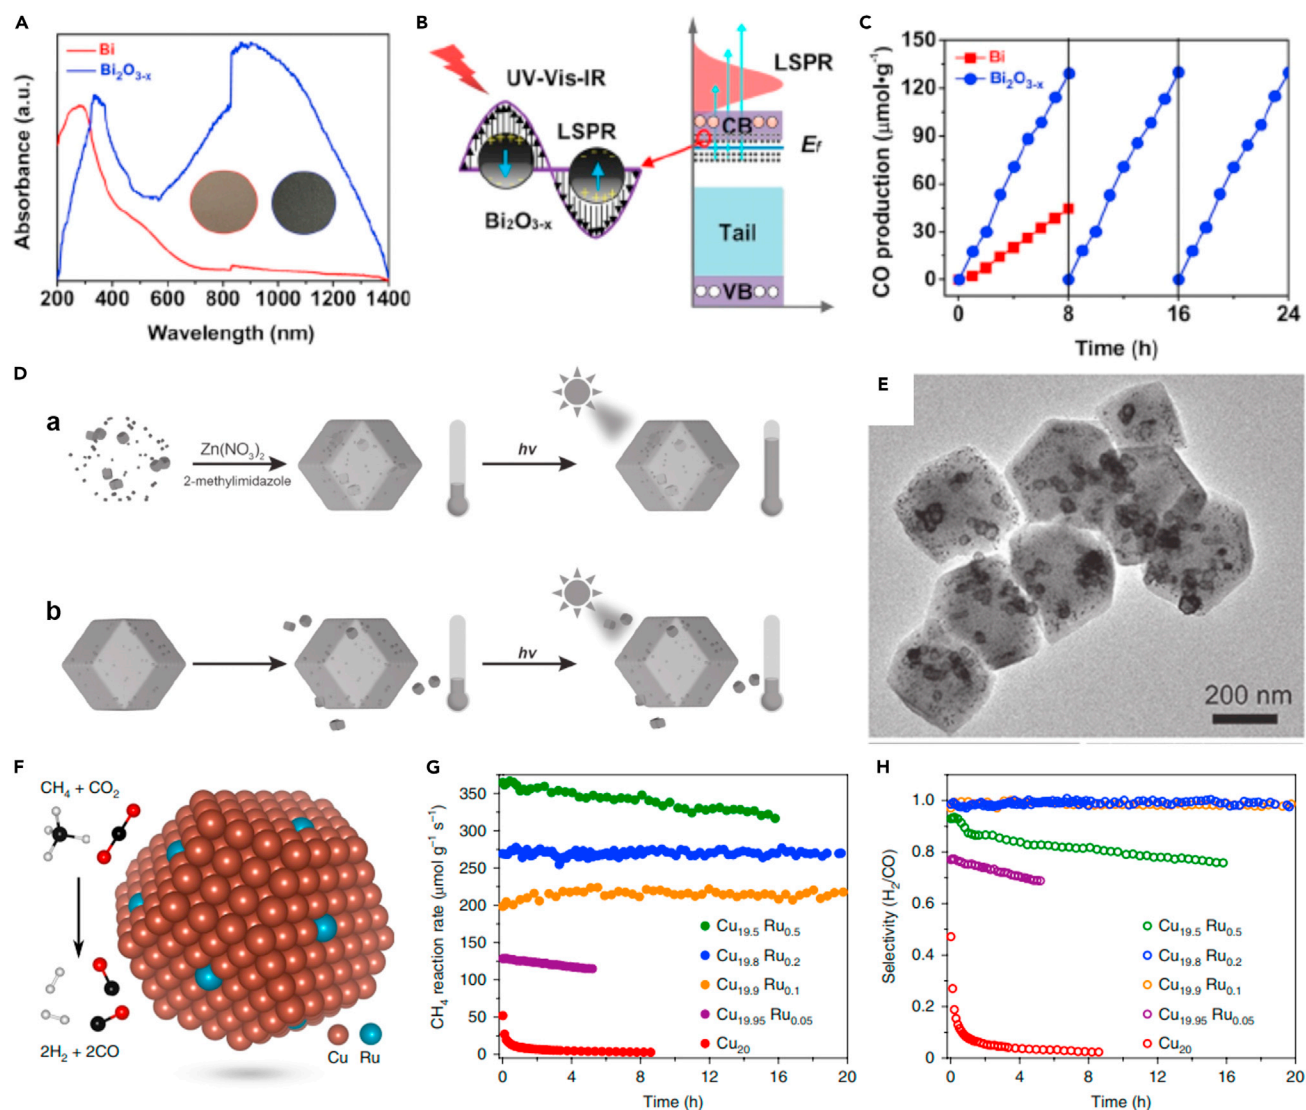 A
Bi
Bi₂O₃₋ₓ
Absorbance (a.u.)
200 400 600 800 1000 1200 1400
Wavelength (nm)
B
UV-Vis-IR
LSPR
Bi₂O₃₋ₓ
LSPR
CB
E_f
Tail
VB
C
Bi
Bi₂O₃₋ₓ
CO production (μmol•g⁻¹)
150
120
90
60
30
0
0 8 16 24
Time (h)
D
a
Zn(NO₃)₂
2-methylimidazole
hν
b
hν
E
200 nm
F
CH₄ + CO₂
2H₂ + 2CO
Cu
Ru
G
CH₄ reaction rate (μmol g⁻¹ s⁻¹)
350
300
250
200
150
100
50
0
Cu₁₉.₅ Ru₀.₅
Cu₁₉.₈ Ru₀.₂
Cu₁₉.₉ Ru₀.₁
Cu₁₉.₉₅ Ru₀.₀₅
Cu₂₀
0 4 8 12 16 20
Time (h)
H
Selectivity (H₂/CO)
1.0
0.8
0.6
0.4
0.2
0
Cu₁₉.₅ Ru₀.₅
Cu₁₉.₈ Ru₀.₂
Cu₁₉.₉ Ru₀.₁
Cu₁₉.₉₅ Ru₀.₀₅
Cu₂₀
0 4 8 12 16 20
Time (h)